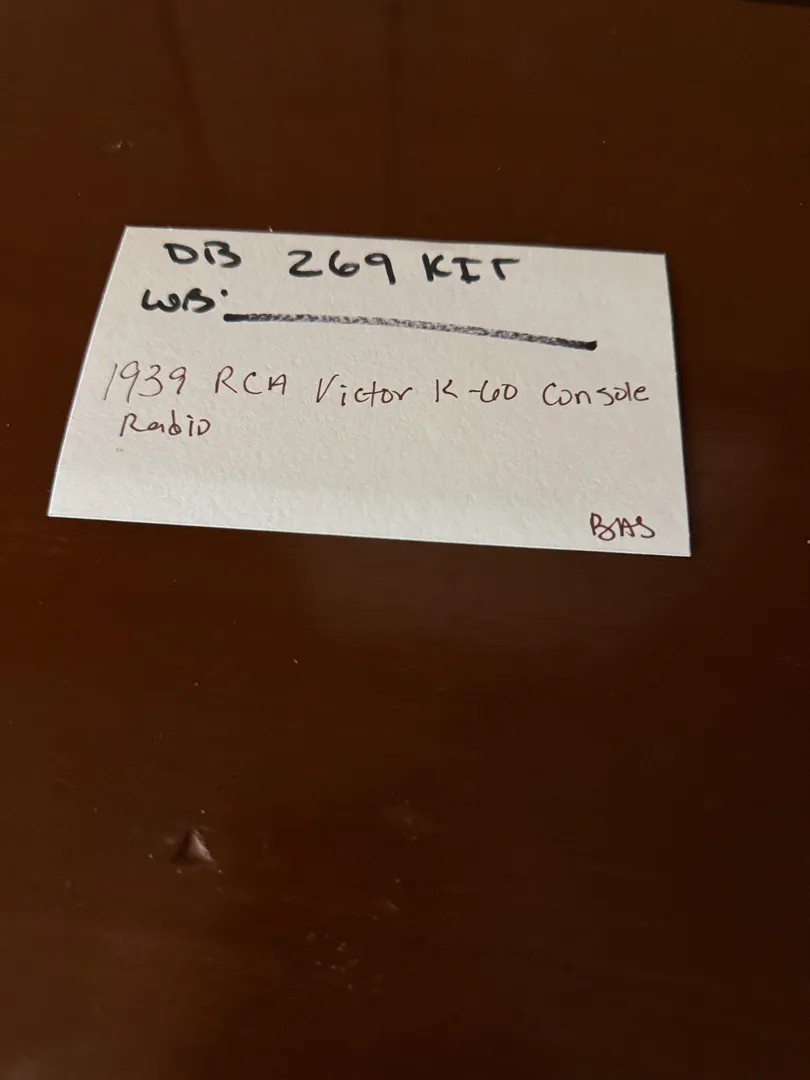 DB 269 KIT
WB:
1939 RCA Victor K-60 Console
Radio
BAS